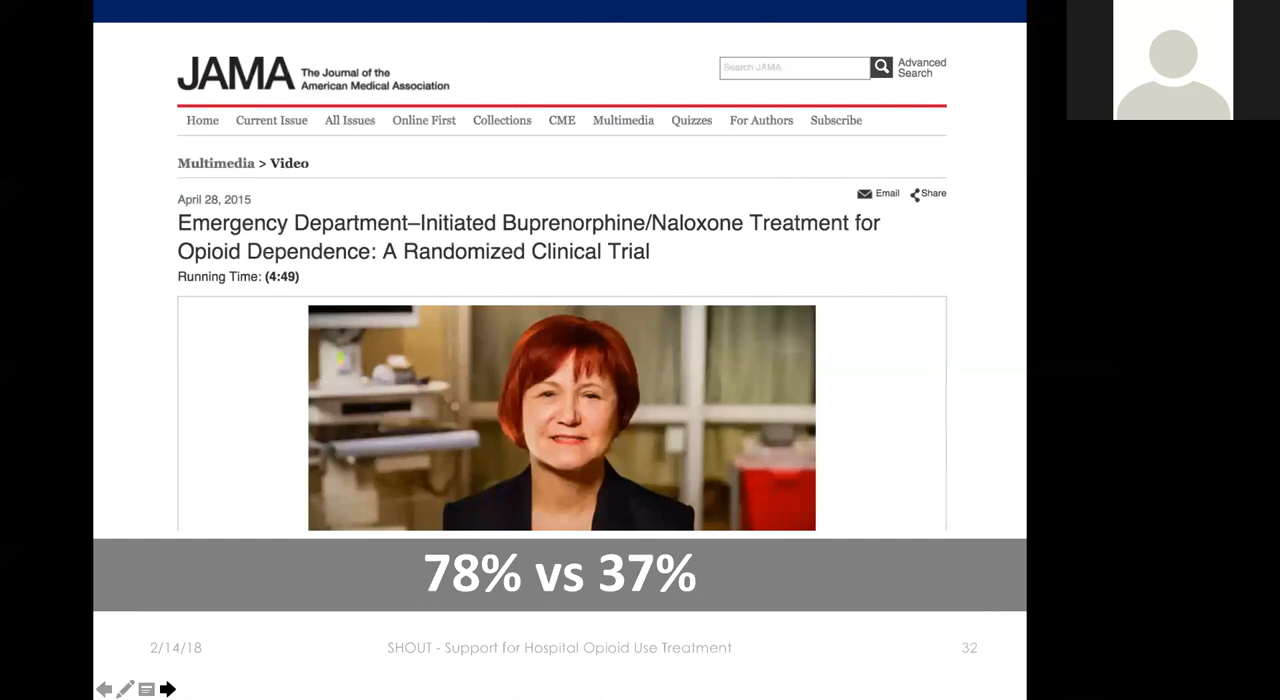 JAMA The Journal of the
American Medical Association
Search JAMA
Advanced
Search
Home Current Issue All Issues Online First Collections CME Multimedia Quizzes For Authors Subscribe
Multimedia > Video
April 28, 2015
Email Share
Emergency Department–Initiated Buprenorphine/Naloxone Treatment for
Opioid Dependence: A Randomized Clinical Trial
Running Time: (4:49)
78% vs 37%
2/14/18 SHOUT - Support for Hospital Opioid Use Treatment 32